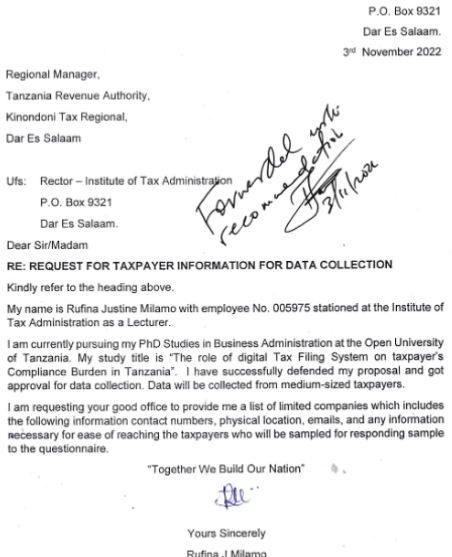 P.O. Box 9321
Dar Es Salaam.
3rd November 2022
Regional Manager,
Tanzania Revenue Authority,
Kinondoni Tax Regional,
Dar Es Salaam
Forwarded with
recommendation
Ufs: Rector – Institute of Tax Administration
P.O. Box 9321
Dar Es Salaam.
Dear Sir/Madam
RE: REQUEST FOR TAXPAYER INFORMATION FOR DATA COLLECTION
Kindly refer to the heading above.
My name is Rufina Justine Milamo with employee No. 005975 stationed at the Institute of
Tax Administration as a Lecturer.
I am currently pursuing my PhD Studies in Business Administration at the Open University
of Tanzania. My study title is “The role of digital Tax Filing System on taxpayer's
Compliance Burden in Tanzania”. I have successfully defended my proposal and got
approval for data collection. Data will be collected from medium-sized taxpayers.
I am requesting your good office to provide me a list of limited companies which includes
the following information contact numbers, physical location, emails, and any information
necessary for ease of reaching the taxpayers who will be sampled for responding sample
to the questionnaire.
“Together We Build Our Nation”
Yours Sincerely
Rufina J Milamo